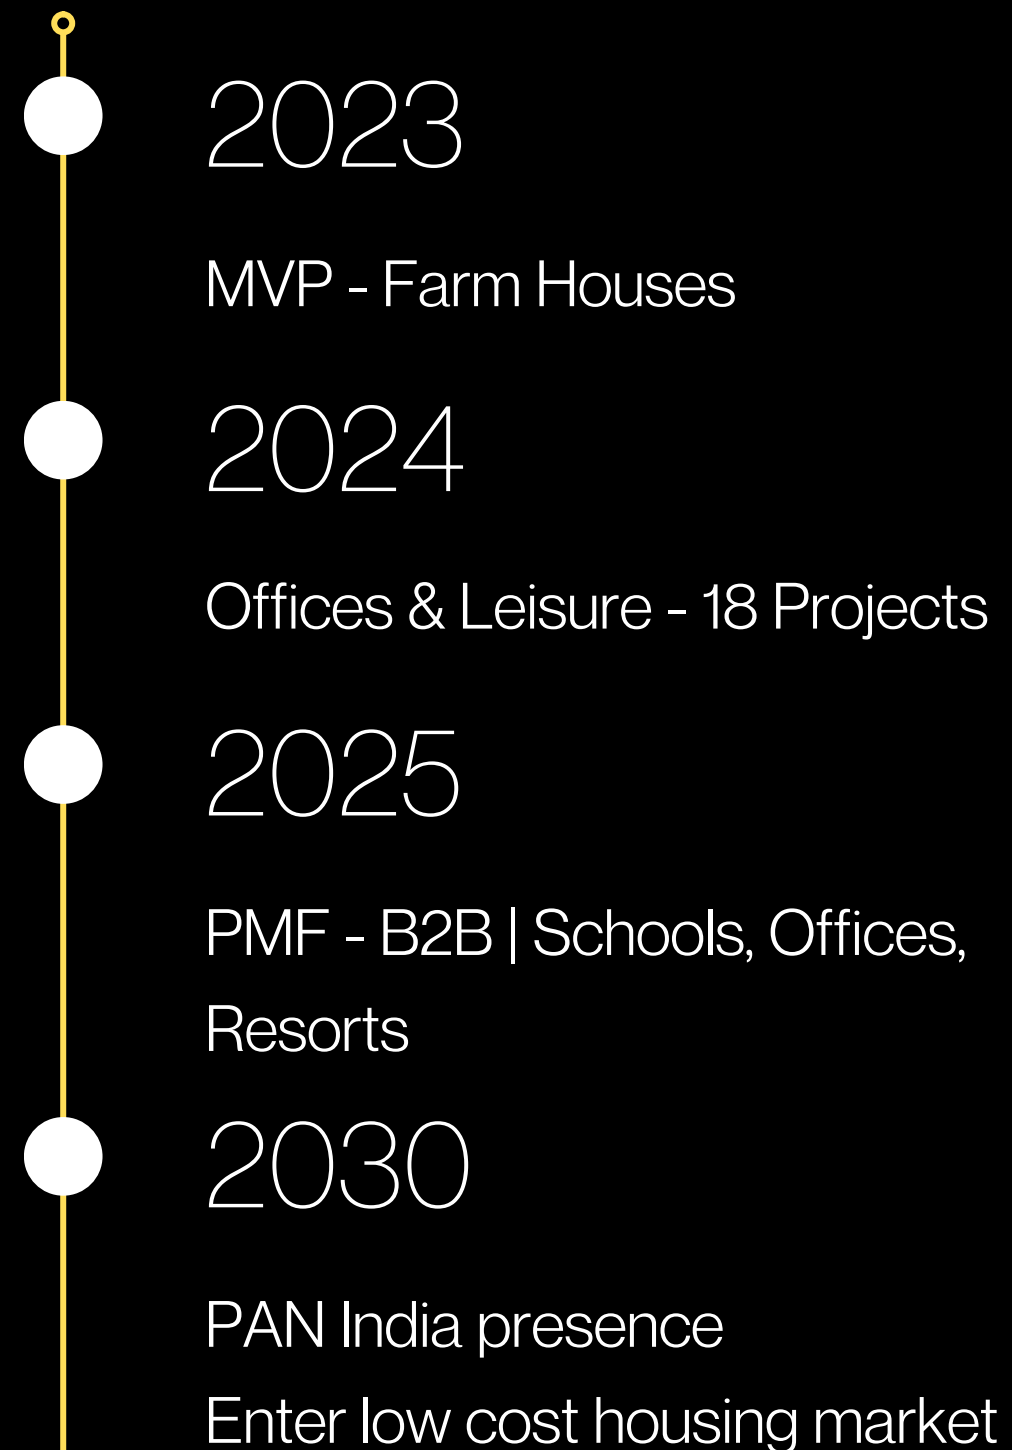 2023
MVP - Farm Houses
2024
Offices & Leisure - 18 Projects
2025
PMF - B2B | Schools, Offices,
Resorts
2030
PAN India presence
Enter low cost housing market